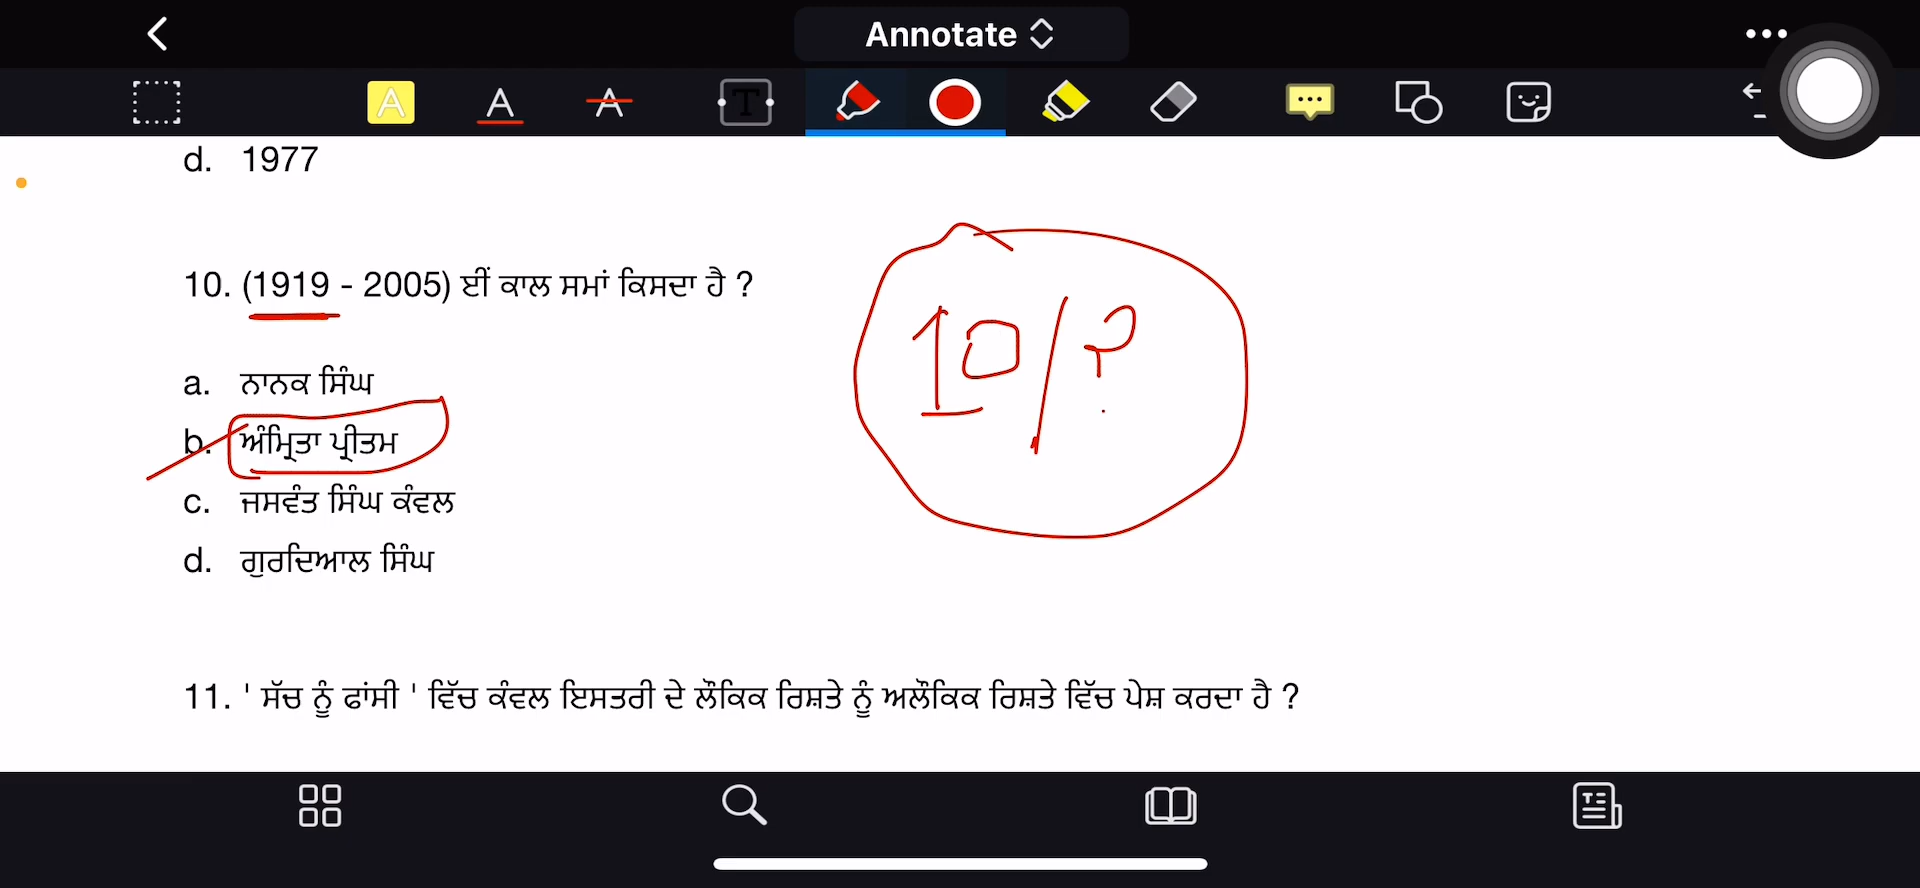 Annotate
d. 1977
10. (1919 - 2005) ਈਂ ਕਾਲ ਸਮਾਂ ਕਿਸਦਾ ਹੈ ?
10/?
a. ਨਾਨਕ ਸਿੰਘ
b. ਅੰਮ੍ਰਿਤਾ ਪ੍ਰੀਤਮ
c. ਜਸਵੰਤ ਸਿੰਘ ਕੰਵਲ
d. ਗੁਰਦਿਆਲ ਸਿੰਘ
11. ' ਸੱਚ ਨੂੰ ਫਾਂਸੀ ' ਵਿੱਚ ਕੰਵਲ ਇਸਤਰੀ ਦੇ ਲੌਕਿਕ ਰਿਸ਼ਤੇ ਨੂੰ ਅਲੌਕਿਕ ਰਿਸ਼ਤੇ ਵਿੱਚ ਪੇਸ਼ ਕਰਦਾ ਹੈ ?